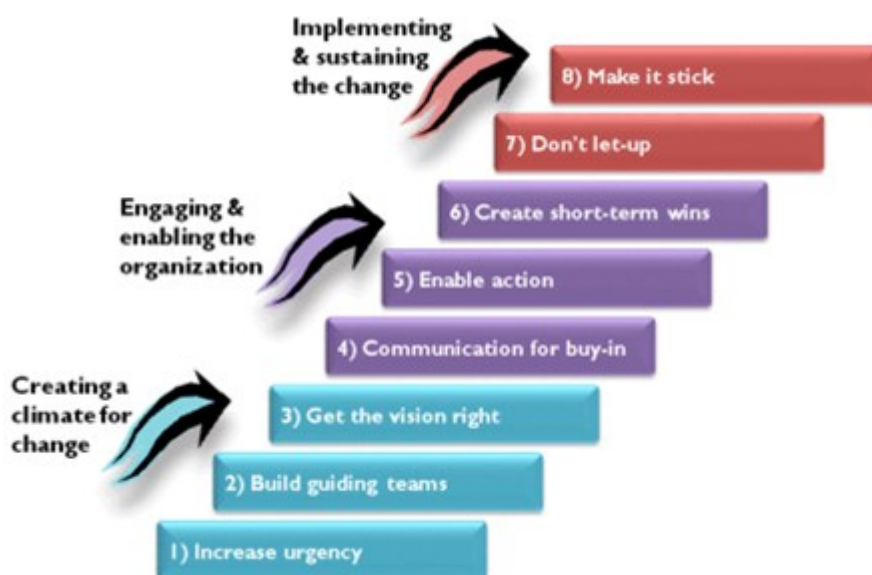 Implementing
& sustaining
the change
8) Make it stick
7) Don't let-up
Engaging &
enabling the
organization
6) Create short-term wins
5) Enable action
4) Communication for buy-in
Creating a
climate for
change
3) Get the vision right
2) Build guiding teams
1) Increase urgency